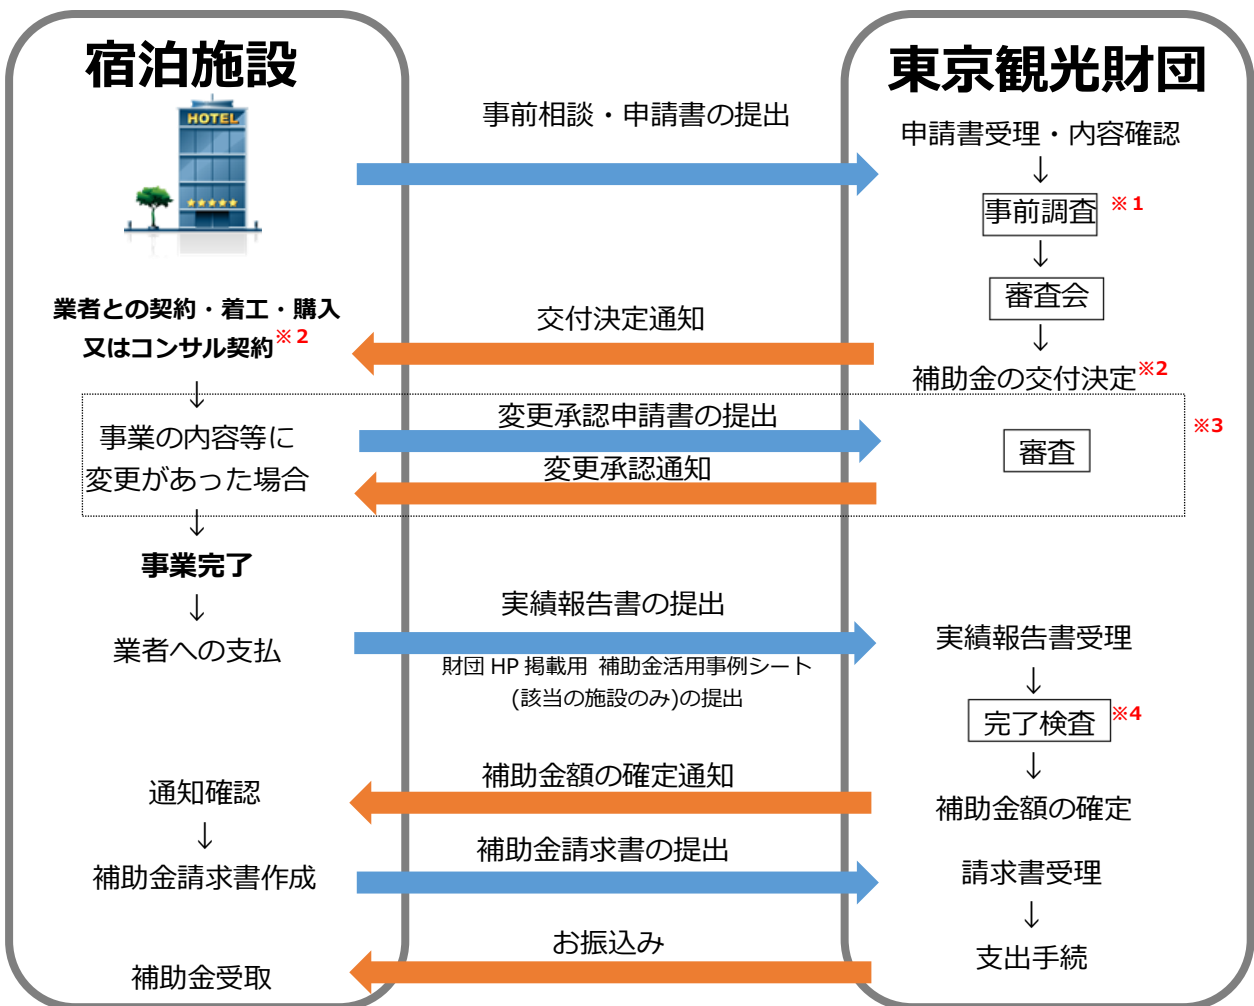 宿泊施設
東京観光財団
HOTEL
事前相談・申請書の提出
申請書受理・内容確認
↓
事前調査 ※1
↓
審査会
↓
補助金の交付決定※2
交付決定通知
業者との契約・着工・購入
又はコンサル契約※2
↓
事業の内容等に
変更があった場合
変更承認申請書の提出
審査
※3
変更承認通知
↓
事業完了
↓
業者への支払
実績報告書の提出
財団 HP 掲載用 補助金活用事例シート
(該当の施設のみ)の提出
実績報告書受理
↓
完了検査※4
↓
補助金額の確定
補助金額の確定通知
通知確認
↓
補助金請求書作成
補助金請求書の提出
請求書受理
↓
支出手続
お振込み
補助金受取